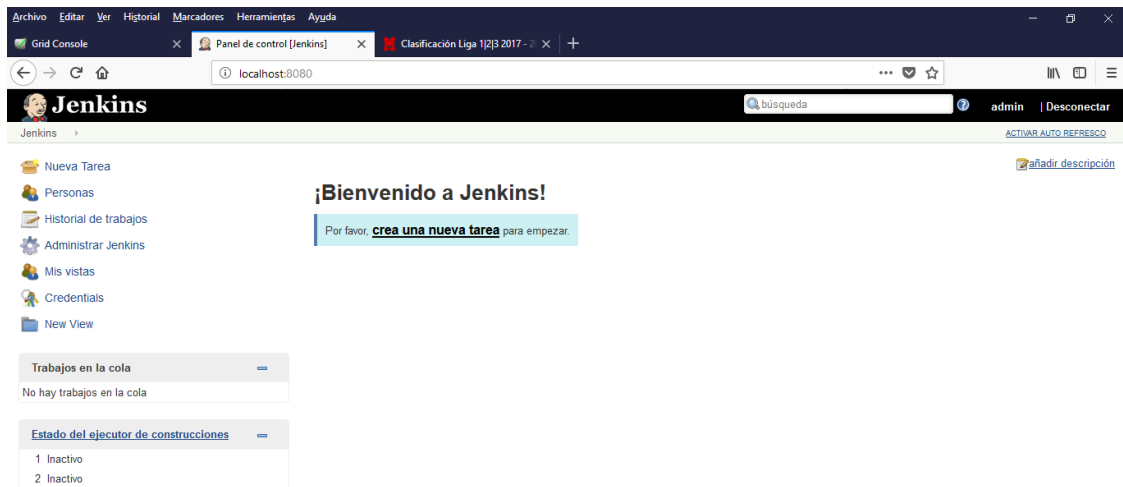 Archivo Editar Ver Historial Marcadores Herramientas Ayuda
Grid Console Panel de control [Jenkins] Clasificación Liga 1|2|3 2017 - 2
localhost:8080
Jenkins búsqueda admin | Desconectar
Jenkins ACTIVAR AUTO REFRESCO
añadir descripción
Nueva Tarea
Personas
Historial de trabajos
Administrar Jenkins
Mis vistas
Credentials
New View
¡Bienvenido a Jenkins!
Por favor, crea una nueva tarea para empezar.
Trabajos en la cola
No hay trabajos en la cola
Estado del ejecutor de construcciones
1 Inactivo
2 Inactivo